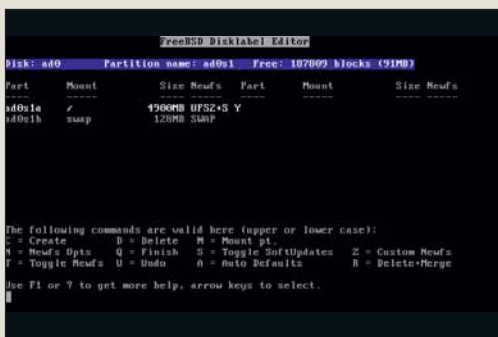 FreeBSD Disklabel Editor
Disk: ad0 Partition name: ad0s1 Free: 187809 blocks (91MB)
Part Mount Size Newfs Part Mount Size Newfs
---- ----- ---- ----- ---- ----- ---- -----
ad0s1a / 4900MB UFS2+S Y
ad0s1b swap 128MB SWAP
The following commands are valid here (upper or lower case):
C = Create D = Delete M = Mount pt.
N = Newfs Opts Q = Finish S = Toggle SoftUpdates Z = Custom Newfs
T = Toggle Newfs U = Undo A = Auto Defaults R = Delete+Merge
Use F1 or ? to get more help, arrow keys to select.